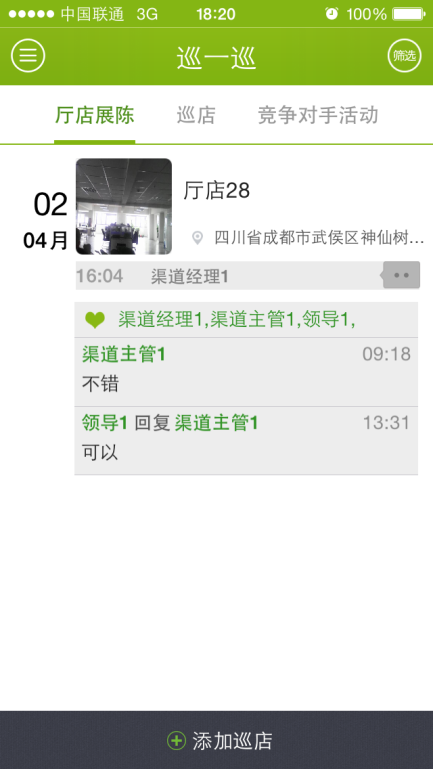 中国联通 3G 18:20 100%
巡一巡
筛选
厅店展陈 巡店 竞争对手活动
02
04月
厅店28
四川省成都市武侯区神仙树...
16:04 渠道经理1
渠道经理1,渠道主管1,领导1,
渠道主管1 09:18
不错
领导1 回复 渠道主管1 13:31
可以
添加巡店